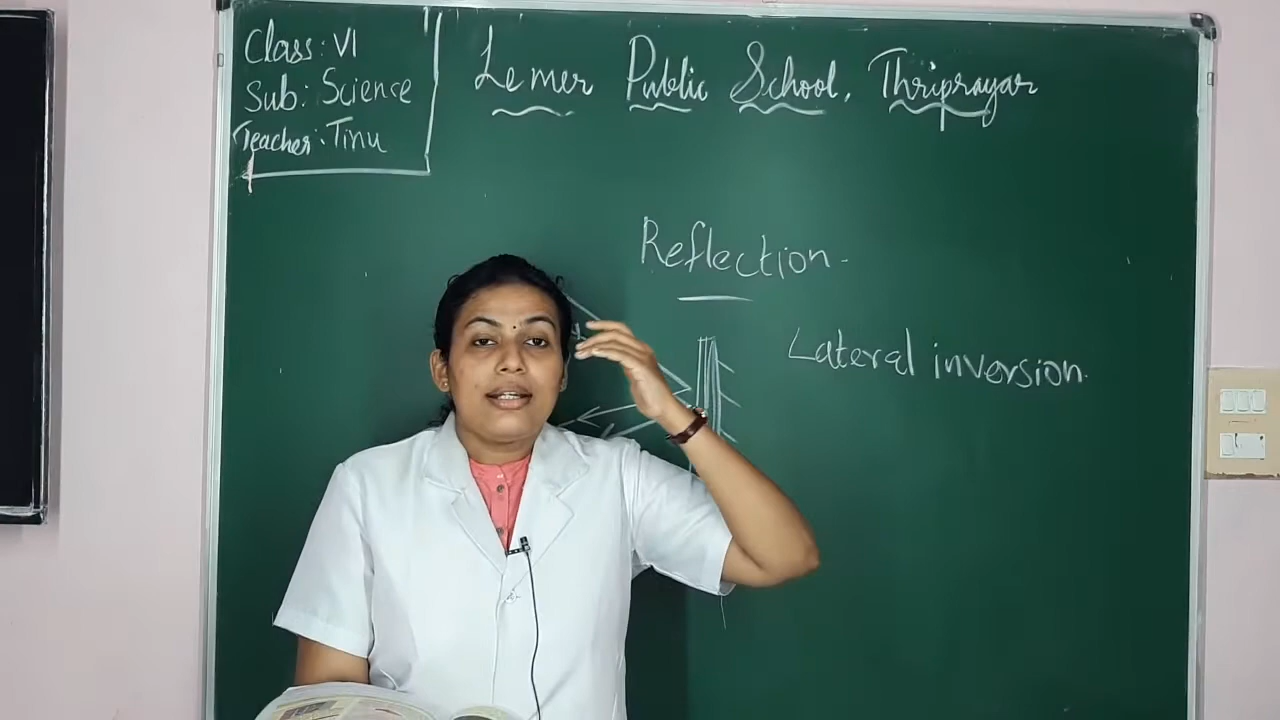 Class: VI
Sub: Science
Teacher: Tinu
Lemer Public School, Thriprayar
Reflection.
Lateral inversion.